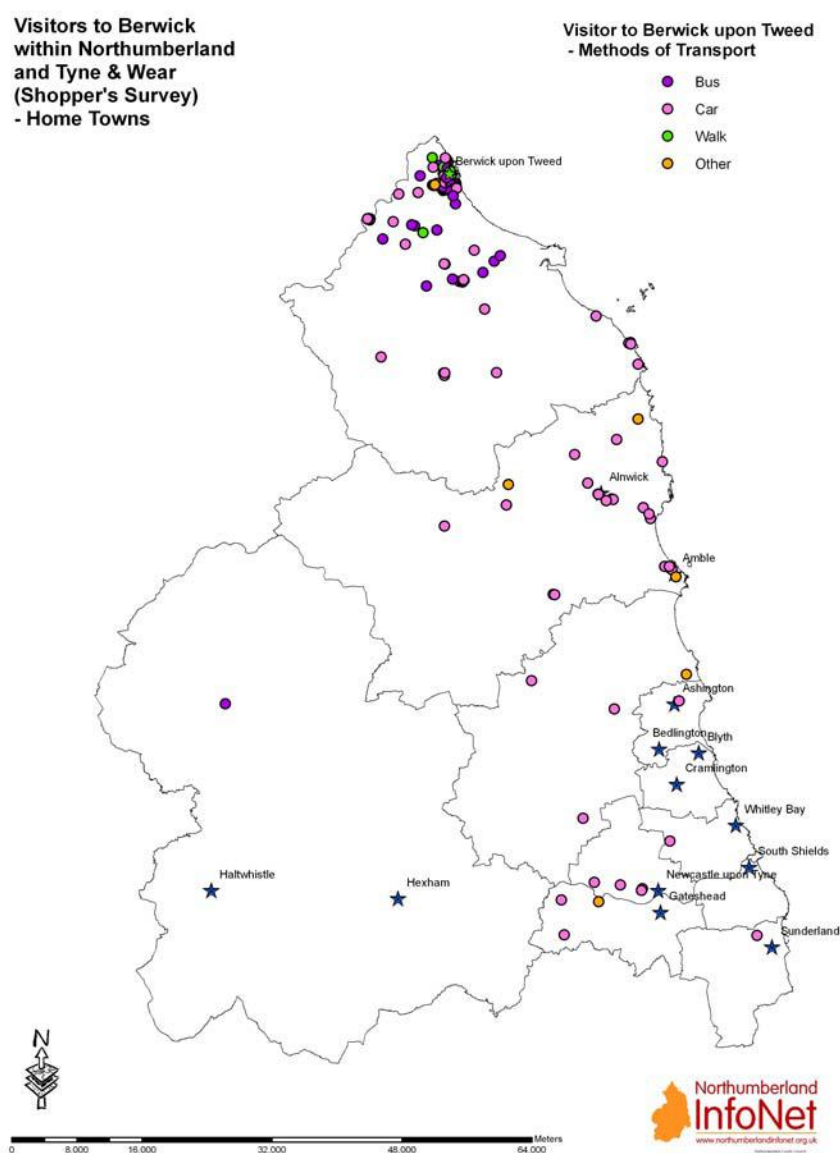 Visitors to Berwick
within Northumberland
and Tyne & Wear
(Shopper's Survey)
- Home Towns
Visitor to Berwick upon Tweed
- Methods of Transport
Bus
Car
Walk
Other
Berwick upon Tweed
Alnwick
Amble
Ashington
Bedlington
Blyth
Cramlington
Whitley Bay
South Shields
Newcastle upon Tyne
Gateshead
Haltwhistle
Hexham
Sunderland
N
Northumberland
InfoNet
www.northumberlandinfonet.org.uk
Meters
0 8,000 16,000 32,000 48,000 64,000